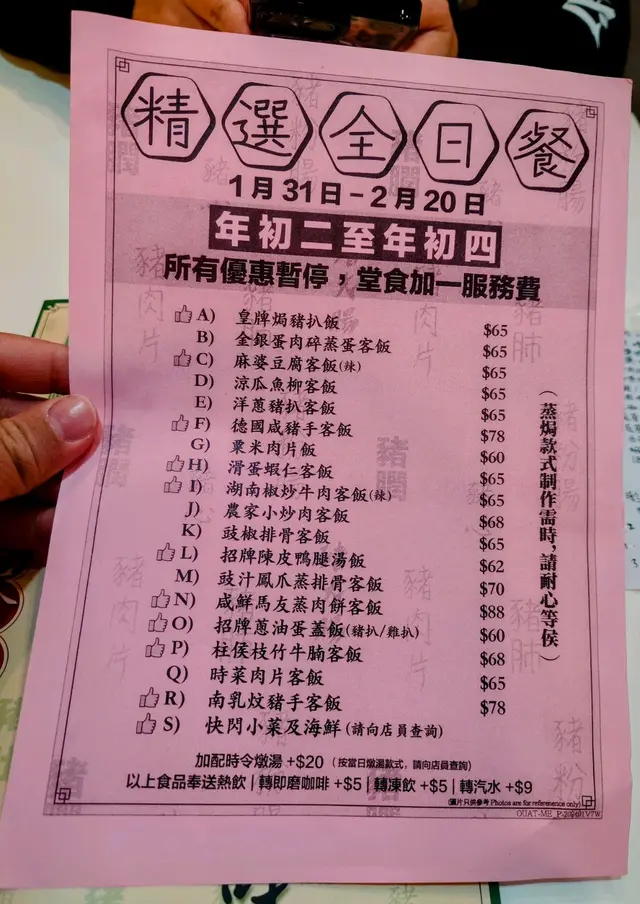 精選全日餐
1月31日-2月20日
年初二至年初四
所有優惠暫停，堂食加一服務費
A) 皇牌焗豬扒飯 $65
B) 金銀蛋肉碎蒸蛋客飯 $65
C) 麻婆豆腐客飯(辣) $65
D) 涼瓜魚柳客飯 $65
E) 洋蔥豬扒客飯 $65
F) 德國咸豬手客飯 $78
G) 粟米肉片飯 $60
H) 滑蛋蝦仁客飯 $65
I) 湖南椒炒牛肉客飯(辣) $65
J) 農家小炒肉客飯 $68
K) 豉椒排骨客飯 $65
L) 招牌陳皮鴨腿湯飯 $62
M) 豉汁鳳爪蒸排骨客飯 $70
N) 咸鮮馬友蒸肉餅客飯 $88
O) 招牌蔥油蛋蓋飯(豬扒/雞扒) $60
P) 柱侯枝竹牛腩客飯 $68
Q) 時菜肉片客飯 $65
R) 南乳炆豬手客飯 $78
S) 快閃小菜及海鮮 (請向店員查詢)
(蒸焗款式制作需時，請耐心等侯)
加配時令燉湯 +$20 (按當日燉湯款式，請向店員查詢)
以上食品奉送熱飲 | 轉即磨咖啡 +$5 | 轉凍飲 +$5 | 轉汽水 +$9
(圖片只供參考 Photos are for referenence only)